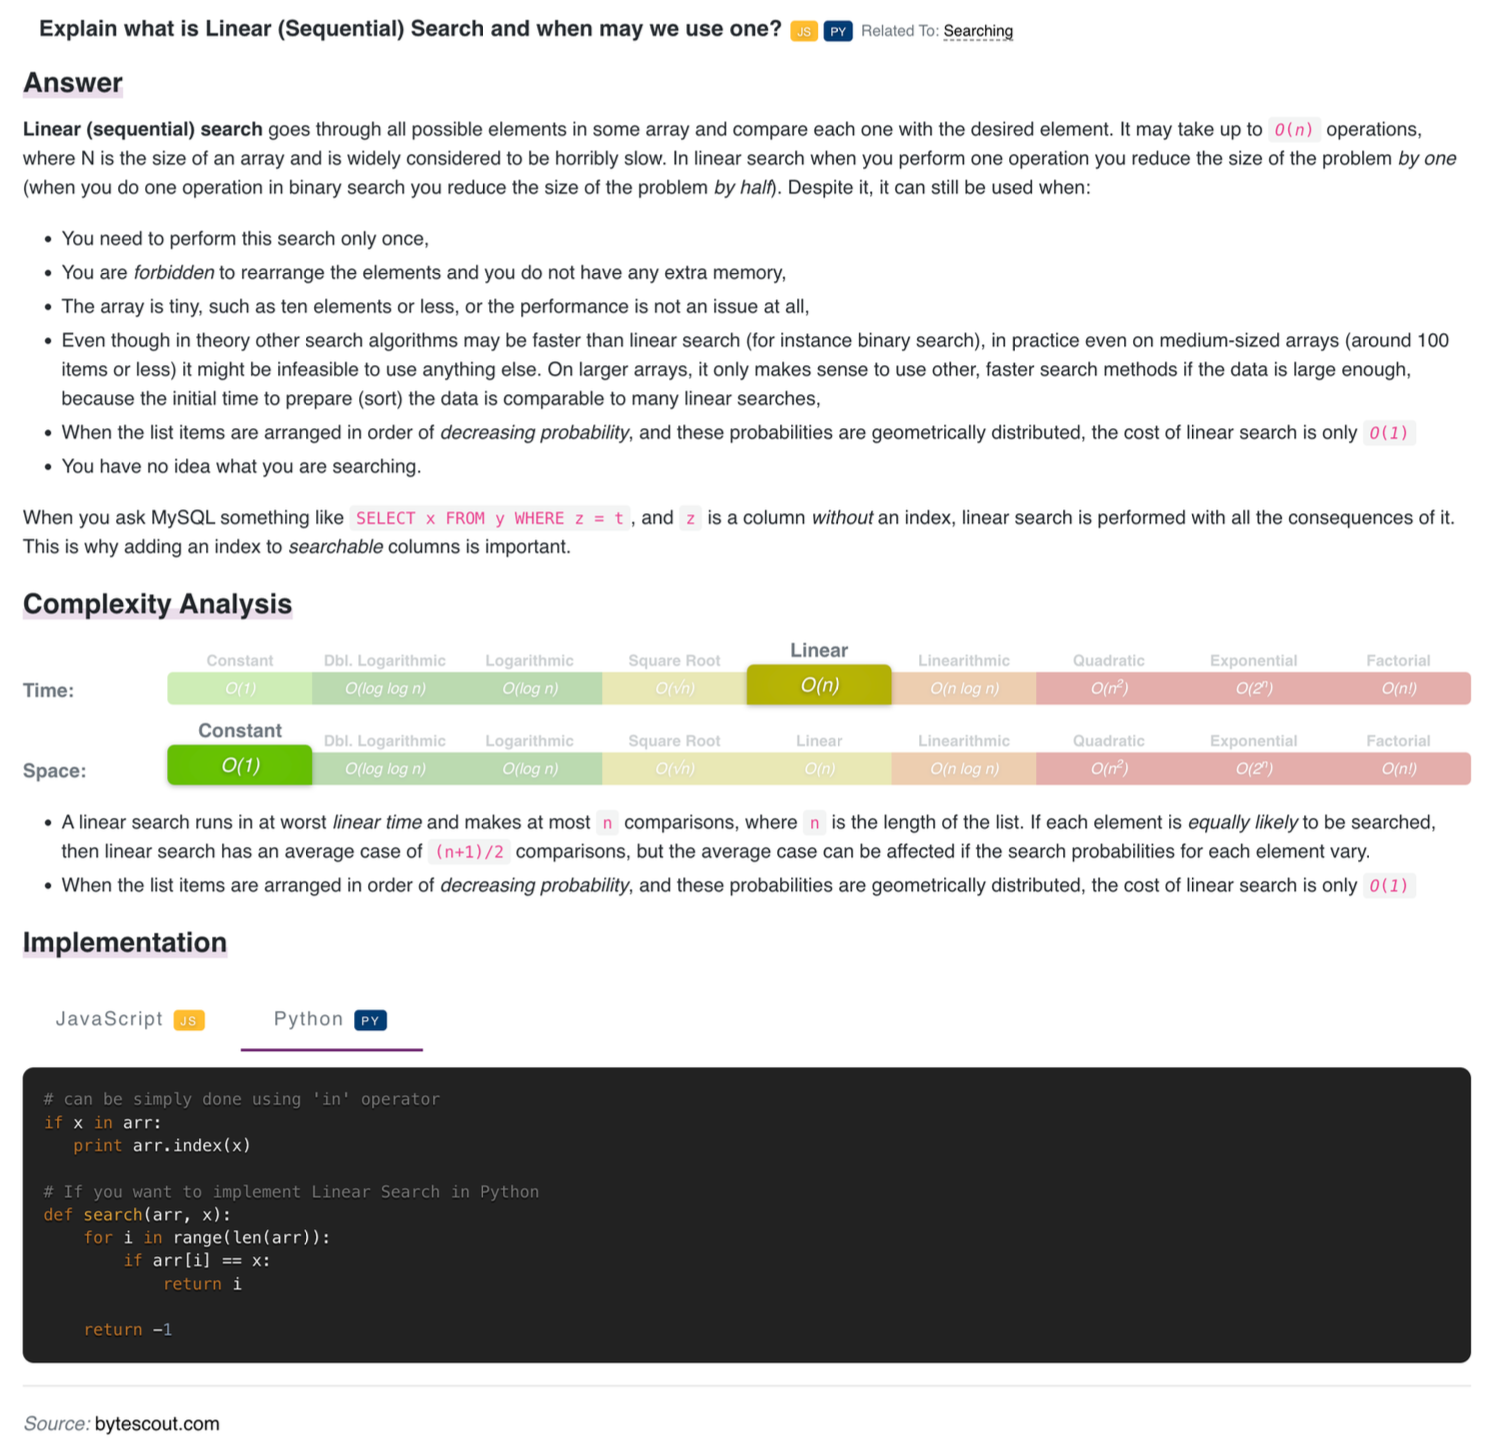 Explain what is Linear (Sequential) Search and when may we use one? JS PY Related To: Searching
Answer
Linear (sequential) search goes through all possible elements in some array and compare each one with the desired element. It may take up to O(n) operations,
where N is the size of an array and is widely considered to be horribly slow. In linear search when you perform one operation you reduce the size of the problem by one
(when you do one operation in binary search you reduce the size of the problem by half). Despite it, it can still be used when:
• You need to perform this search only once,
• You are forbidden to rearrange the elements and you do not have any extra memory,
• The array is tiny, such as ten elements or less, or the performance is not an issue at all,
• Even though in theory other search algorithms may be faster than linear search (for instance binary search), in practice even on medium-sized arrays (around 100
items or less) it might be infeasible to use anything else. On larger arrays, it only makes sense to use other, faster search methods if the data is large enough,
because the initial time to prepare (sort) the data is comparable to many linear searches,
• When the list items are arranged in order of decreasing probability, and these probabilities are geometrically distributed, the cost of linear search is only O(1)
• You have no idea what you are searching.
When you ask MySQL something like SELECT x FROM y WHERE z = t , and z is a column without an index, linear search is performed with all the consequences of it.
This is why adding an index to searchable columns is important.
Complexity Analysis
Constant Dbl. Logarithmic Logarithmic Square Root Linear Linearithmic Quadratic Exponential Factorial
Time: O(1) O(log log n) O(log n) O(√n) O(n) O(n log n) O(n²) O(2ⁿ) O(n!)
Constant Dbl. Logarithmic Logarithmic Square Root Linear Linearithmic Quadratic Exponential Factorial
Space: O(1) O(log log n) O(log n) O(√n) O(n) O(n log n) O(n²) O(2ⁿ) O(n!)
• A linear search runs in at worst linear time and makes at most n comparisons, where n is the length of the list. If each element is equally likely to be searched,
then linear search has an average case of (n+1)/2 comparisons, but the average case can be affected if the search probabilities for each element vary.
• When the list items are arranged in order of decreasing probability, and these probabilities are geometrically distributed, the cost of linear search is only O(1)
Implementation
JavaScript JS Python PY
# can be simply done using 'in' operator
if x in arr:
   print arr.index(x)
# If you want to implement Linear Search in Python
def search(arr, x):
    for i in range(len(arr)):
        if arr[i] == x:
            return i
    return -1
Source: bytescout.com